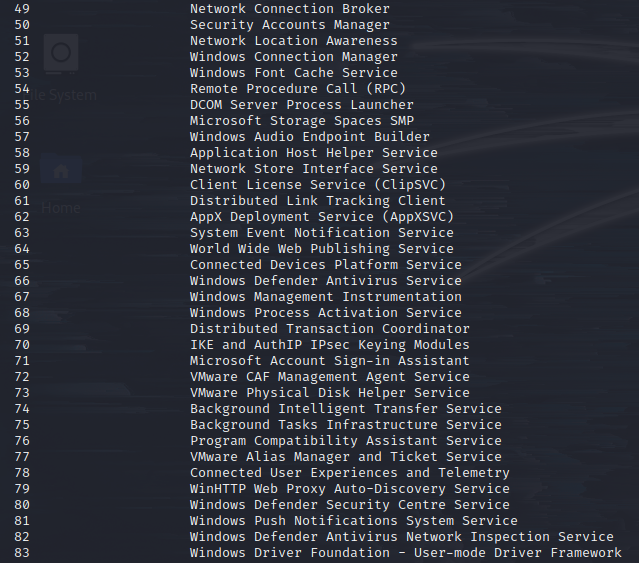 49 Network Connection Broker
50 Security Accounts Manager
51 Network Location Awareness
52 Windows Connection Manager
53 Windows Font Cache Service
54 Remote Procedure Call (RPC)
File System
55 DCOM Server Process Launcher
56 Microsoft Storage Spaces SMP
57 Windows Audio Endpoint Builder
58 Application Host Helper Service
59 Network Store Interface Service
60 Client License Service (ClipSVC)
61 Distributed Link Tracking Client
Home
62 AppX Deployment Service (AppXSVC)
63 System Event Notification Service
64 World Wide Web Publishing Service
65 Connected Devices Platform Service
66 Windows Defender Antivirus Service
67 Windows Management Instrumentation
68 Windows Process Activation Service
69 Distributed Transaction Coordinator
70 IKE and AuthIP IPsec Keying Modules
71 Microsoft Account Sign-in Assistant
72 VMware CAF Management Agent Service
73 VMware Physical Disk Helper Service
74 Background Intelligent Transfer Service
75 Background Tasks Infrastructure Service
76 Program Compatibility Assistant Service
77 VMware Alias Manager and Ticket Service
78 Connected User Experiences and Telemetry
79 WinHTTP Web Proxy Auto-Discovery Service
80 Windows Defender Security Centre Service
81 Windows Push Notifications System Service
82 Windows Defender Antivirus Network Inspection Service
83 Windows Driver Foundation - User-mode Driver Framework